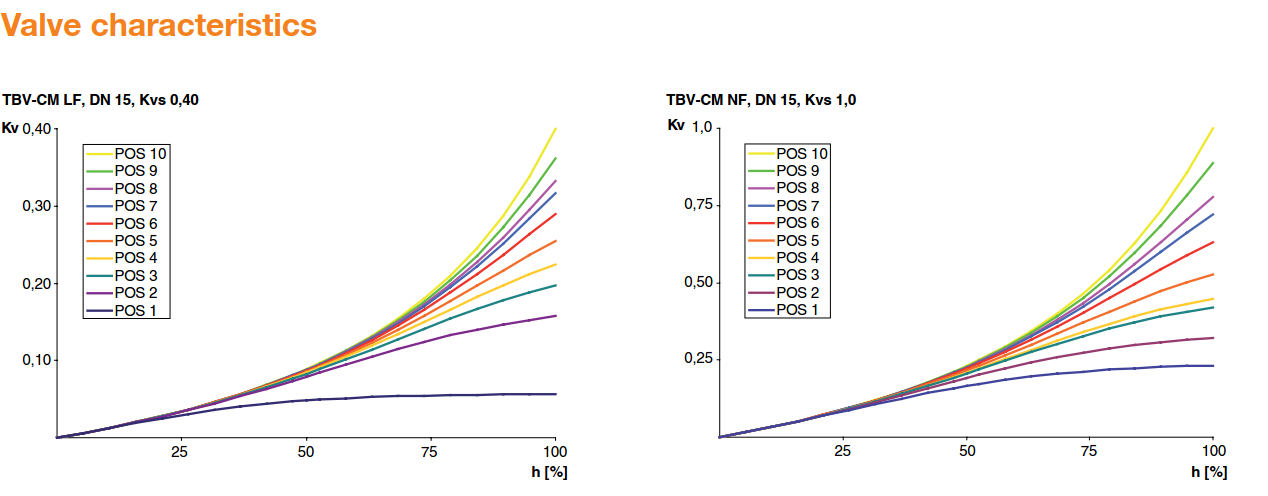 Valve characteristics
TBV-CM LF, DN 15, Kvs 0,40
Kv 0,40
0,30
0,20
0,10
POS 10
POS 9
POS 8
POS 7
POS 6
POS 5
POS 4
POS 3
POS 2
POS 1
25 50 75 100
h [%]
TBV-CM NF, DN 15, Kvs 1,0
Kv 1,0
0,75
0,50
0,25
POS 10
POS 9
POS 8
POS 7
POS 6
POS 5
POS 4
POS 3
POS 2
POS 1
25 50 75 100
h [%]